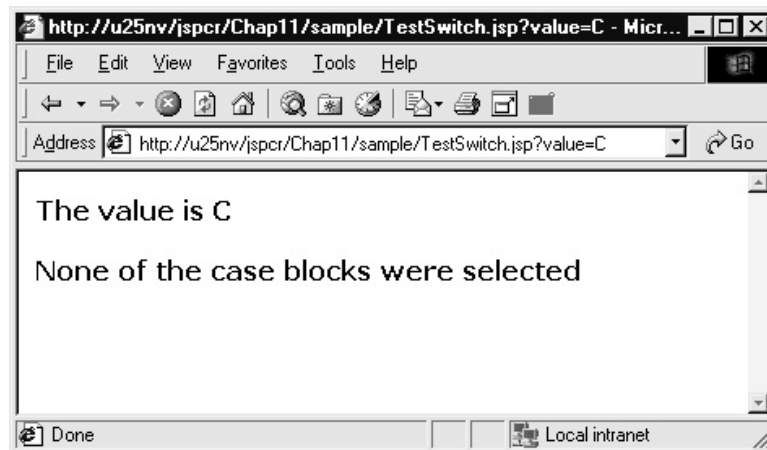 http://u25nv/jspcr/Chap11/sample/TestSwitch.jsp?value=C - Micr...
File Edit View Favorites Tools Help
Address http://u25nv/jspcr/Chap11/sample/TestSwitch.jsp?value=C Go
The value is C
None of the case blocks were selected
Done Local intranet